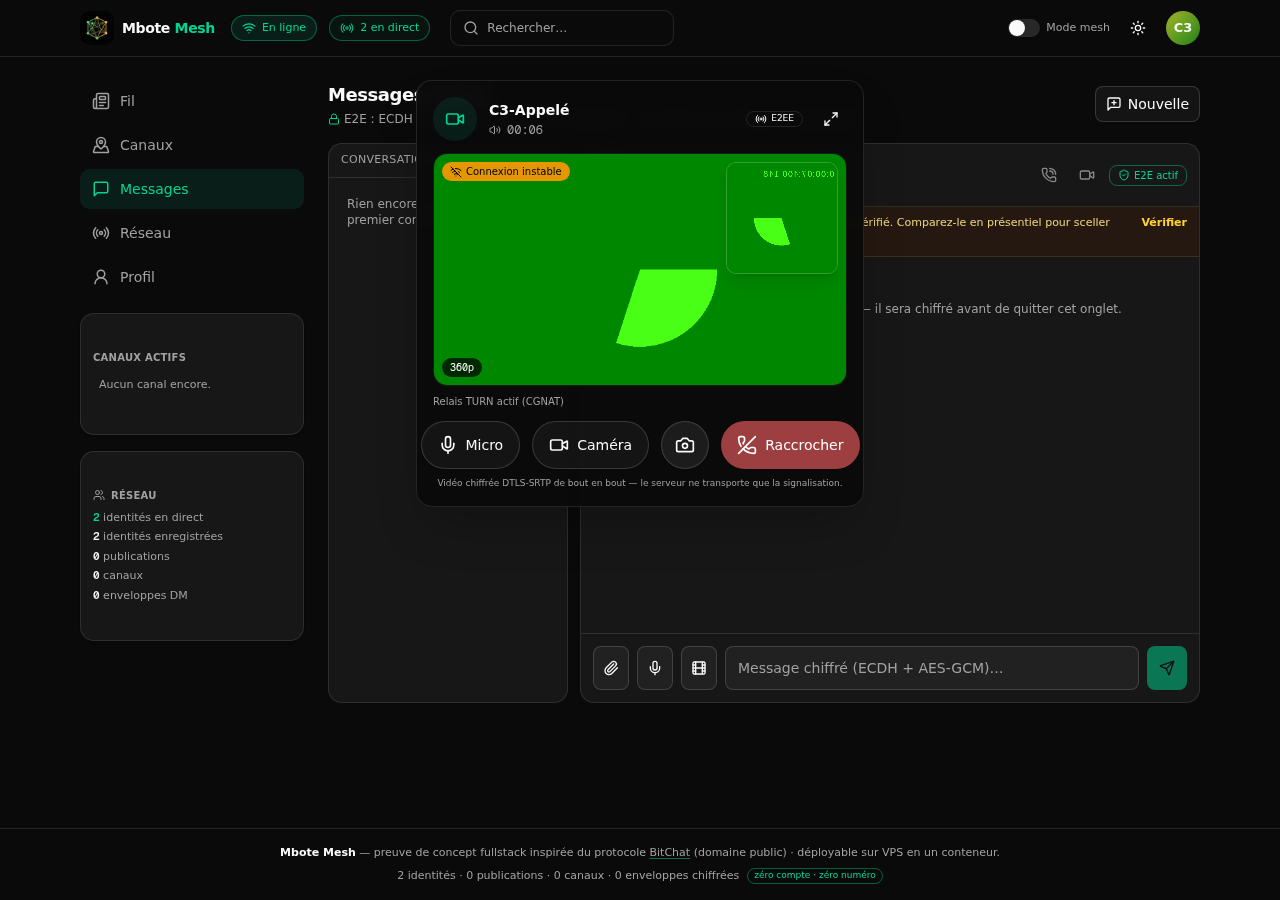 Mbote Mesh
En ligne
2 en direct
Rechercher…
Mode mesh
C3
Fil
Canaux
Messages
Réseau
Profil
CANAUX ACTIFS
Aucun canal encore.
RÉSEAU
2 identités en direct
2 identités enregistrées
0 publications
0 canaux
0 enveloppes DM
Messages
E2E : ECDH
Nouvelle
Rien encore
premier
C3-Appelé
00:06
E2EE
Connexion instable
360p
Relais TURN actif (CGNAT)
Micro
Caméra
Raccrocher
Vidéo chiffrée DTLS-SRTP de bout en bout — le serveur ne transporte que la signalisation.
E2E actif
Comparez-le en présentiel pour sceller
Vérifier
– il sera chiffré avant de quitter cet onglet.
Message chiffré (ECDH + AES-GCM)…
Mbote Mesh — preuve de concept fullstack inspirée du protocole BitChat (domaine public) · déployable sur VPS en un conteneur.
2 identités · 0 publications · 0 canaux · 0 enveloppes chiffrées zéro compte · zéro numéro